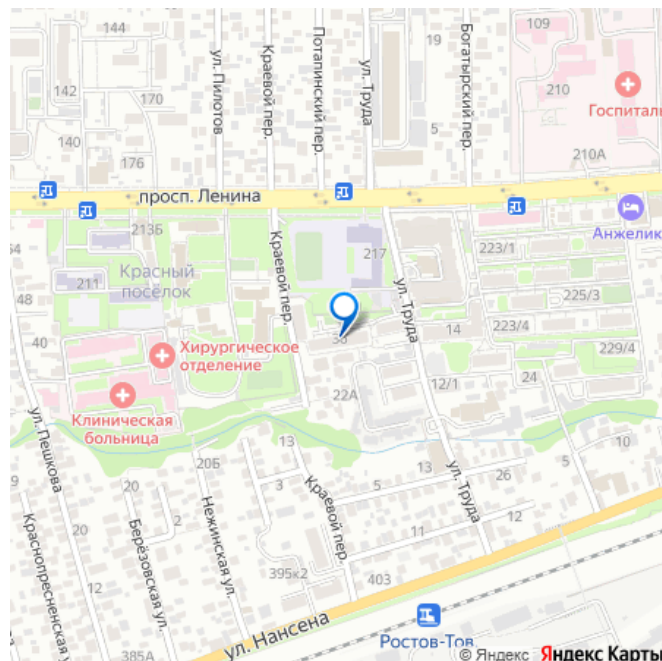 144
142
140
170
176
ул. Пилотов
Краевой пер.
Потапинский пер.
ул. Труда
19
5
Богатырский пер.
109
210
Госпиталь
210А
просп. Ленина
Анжелик
64
48
40
213Б
211
Красный
посёлок
Краевой пер.
217
ул. Труда
223/1
225/3
223/4
229/4
14
24
12/1
22А
Хирургическое
отделение
Клиническая
больница
ул. Пешкова
20Б
13
3
5
Краевой пер.
13
26
ул. Труда
12
11
5
10
20
20
2
12
Краснопресненская у
Берёзовская ул.
Нежинская ул.
395к2
403
385А
ул. Нансена
Ростов-Тов
© Яндекс Яндекс Карты